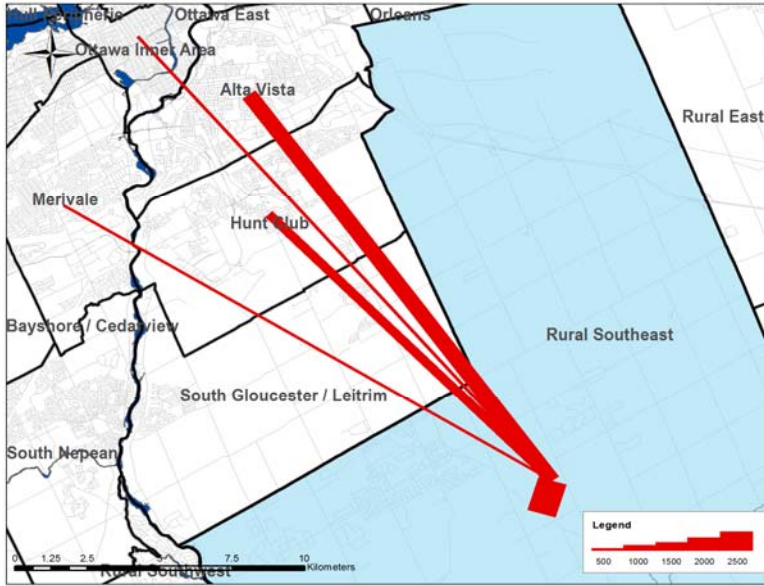 Ottawa East
Orleans
Ottawa Inner Area
Alta Vista
Rural East
Merivale
Hunt Club
Bayshore / Cedarview
Rural Southeast
South Gloucester / Leitrim
South Nepean
Legend
500 1000 1500 2000 2500
0 1.25 2.5 5 7.5 10
Kilometers
Rural Southwest